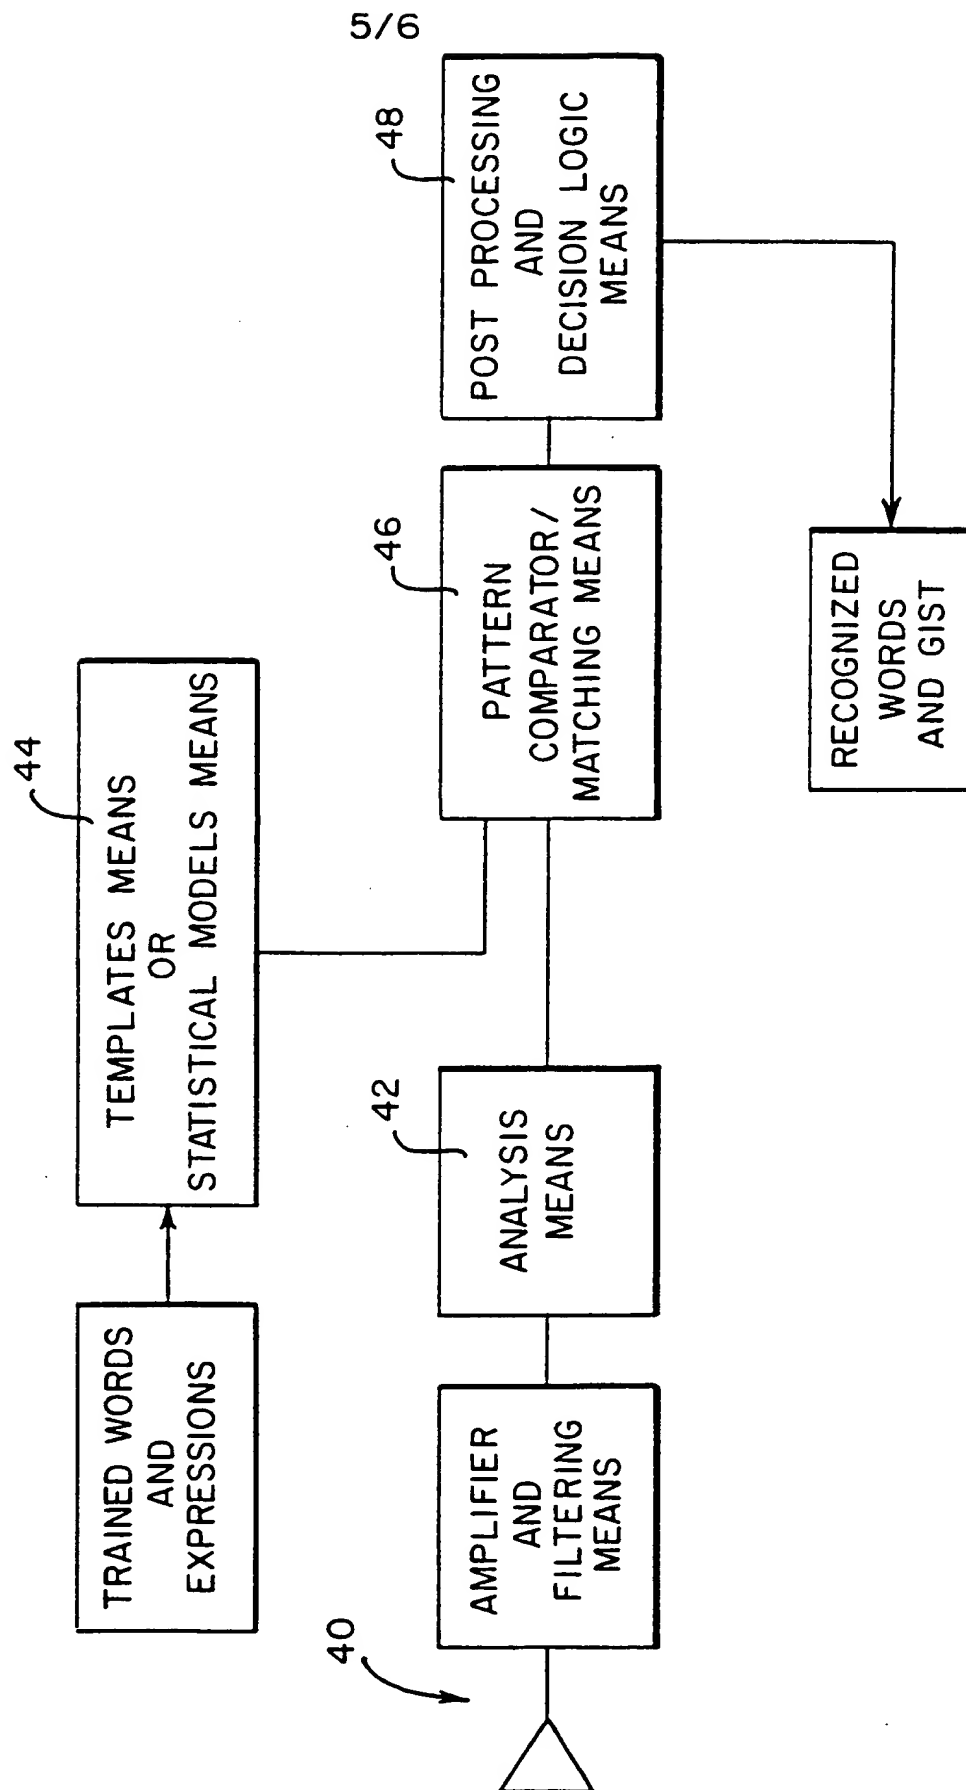 5/6
44
TRAINED WORDS
AND
EXPRESSIONS
TEMPLATES MEANS
OR
STATISTICAL MODELS MEANS
40
AMPLIFIER
AND
FILTERING
MEANS
42
ANALYSIS
MEANS
46
PATTERN
COMPARATOR/
MATCHING MEANS
48
POST PROCESSING
AND
DECISION LOGIC
MEANS
RECOGNIZED
WORDS
AND GIST